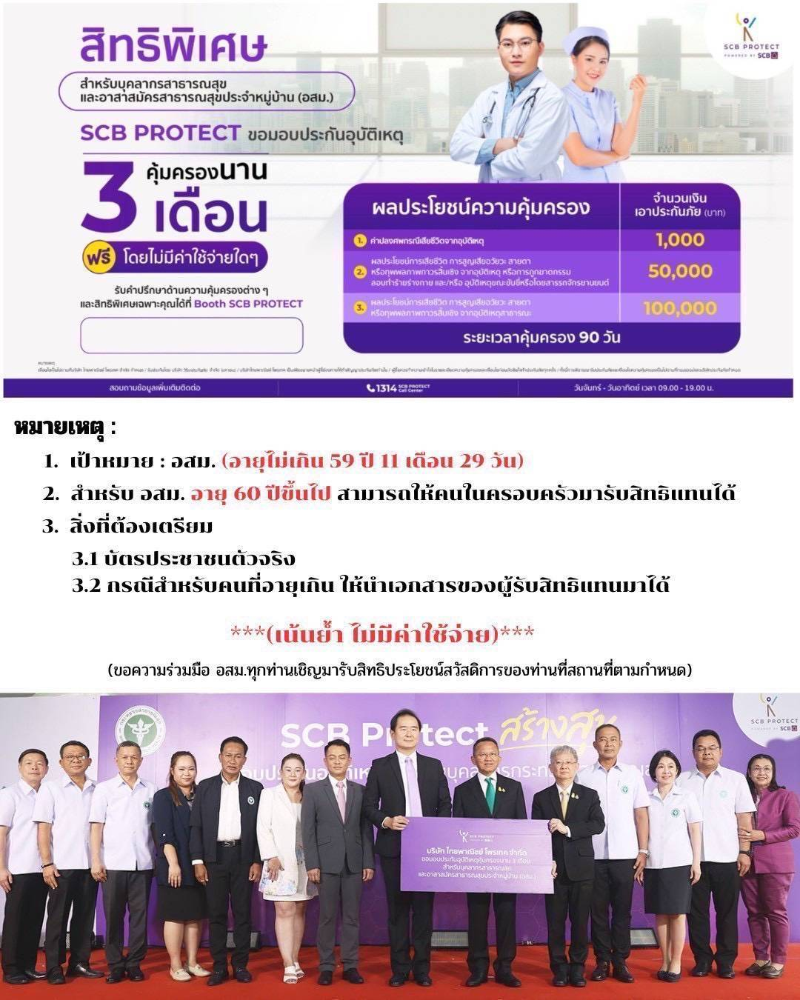 สิทธิพิเศษ
สำหรับบุคลากรสาธารณสุข
และอาสาสมัครสาธารณสุขประจำหมู่บ้าน (อสม.)
SCB PROTECT ขอมอบประกันอุบัติเหตุ
3 คุ้มครองนาน
เดือน
ฟรี โดยไม่มีค่าใช้จ่ายใดๆ
รับคำปรึกษาด้านความคุ้มครองต่าง ๆ
และสิทธิพิเศษเฉพาะคุณได้ที่ Booth SCB PROTECT
SCB PROTECT
POWERED BY SCB
ผลประโยชน์ความคุ้มครอง
จำนวนเงิน
เอาประกันภัย (บาท)
1. ค่าปลงศพกรณีเสียชีวิตจากอุบัติเหตุ 1,000
2. ผลประโยชน์การเสียชีวิต การสูญเสียอวัยวะ สายตา
หรือทุพพลภาพถาวรสิ้นเชิง จากอุบัติเหตุ หรือการถูกฆาตกรรม
ลอบทำร้ายร่างกาย และ/หรือ อุบัติเหตุขณะขับขี่หรือโดยสารรถจักรยานยนต์
50,000
3. ผลประโยชน์การเสียชีวิต การสูญเสียอวัยวะ สายตา
หรือทุพพลภาพถาวรสิ้นเชิง จากอุบัติเหตุสาธารณะ
100,000
ระยะเวลาคุ้มครอง 90 วัน
หมายเหตุ
สอบถามข้อมูลเพิ่มเติมติดต่อ
1314 SCB PROTECT
Call Center
วันจันทร์ - วันอาทิตย์ เวลา 09.00 - 19.00 น.
หมายเหตุ :
1. เป้าหมาย : อสม. (อายุไม่เกิน 59 ปี 11 เดือน 29 วัน)
2. สำหรับ อสม. อายุ 60 ปีขึ้นไป สามารถให้คนในครอบครัวมารับสิทธิแทนได้
3. สิ่งที่ต้องเตรียม
3.1 บัตรประชาชนตัวจริง
3.2 กรณีสำหรับคนที่อายุเกิน ให้นำเอกสารของผู้รับสิทธิแทนมาได้
***(เน้นย้ำ ไม่มีค่าใช้จ่าย)***
(ขอความร่วมมือ อสม.ทุกท่านเชิญมารับสิทธิประโยชน์สวัสดิการของท่านที่สถานที่ตามกำหนด)
SCB Protect สร้างสุข
SCB PROTECT
POWERED BY SCB
SCB PROTECT
บริษัท ไทยพาณิชย์ โพรเทค จำกัด
ขอมอบประกันอุบัติเหตุคุ้มครองนาน 3 เดือน
สำหรับบุคลากรสาธารณสุข
และอาสาสมัครสาธารณสุขประจำหมู่บ้าน (อสม.)